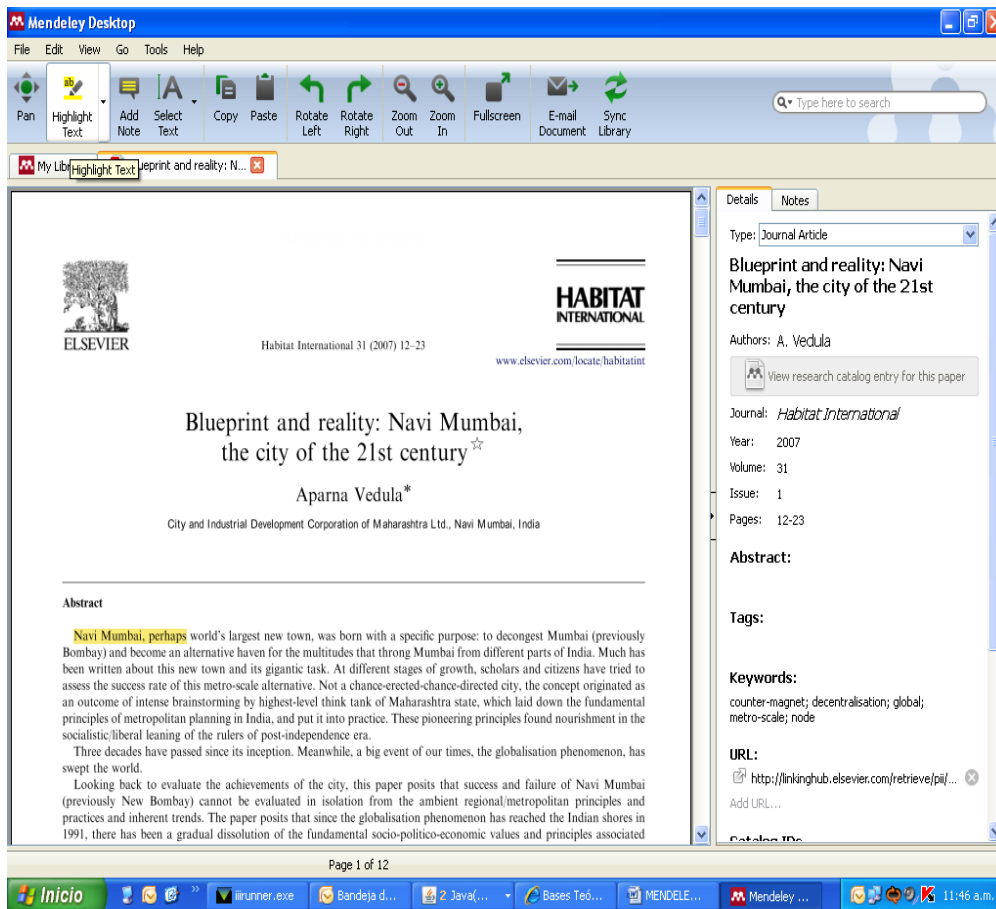 Mendeley Desktop
File Edit View Go Tools Help
Pan
Highlight Text
Add Note
Select Text
Copy
Paste
Rotate Left
Rotate Right
Zoom Out
Zoom In
Fullscreen
E-mail Document
Sync Library
Type here to search
My Libr
Highlight Text
ueprint and reality: N...
ELSEVIER
Habitat International 31 (2007) 12–23
HABITAT
INTERNATIONAL
www.elsevier.com/locate/habitatint
Blueprint and reality: Navi Mumbai,
the city of the 21st century☆
Aparna Vedula*
City and Industrial Development Corporation of Maharashtra Ltd., Navi Mumbai, India
Abstract
Navi Mumbai, perhaps world's largest new town, was born with a specific purpose: to decongest Mumbai (previously
Bombay) and become an alternative haven for the multitudes that throng Mumbai from different parts of India. Much has
been written about this new town and its gigantic task. At different stages of growth, scholars and citizens have tried to
assess the success rate of this metro-scale alternative. Not a chance-erected-chance-directed city, the concept originated as
an outcome of intense brainstorming by highest-level think tank of Maharashtra state, which laid down the fundamental
principles of metropolitan planning in India, and put it into practice. These pioneering principles found nourishment in the
socialistic/liberal leaning of the rulers of post-independence era.
Three decades have passed since its inception. Meanwhile, a big event of our times, the globalisation phenomenon, has
swept the world.
Looking back to evaluate the achievements of the city, this paper posits that success and failure of Navi Mumbai
(previously New Bombay) cannot be evaluated in isolation from the ambient regional/metropolitan principles and
practices and inherent trends. The paper posits that since the globalisation phenomenon has reached the Indian shores in
1991, there has been a gradual dissolution of the fundamental socio-politico-economic values and principles associated
Details Notes
Type: Journal Article
Blueprint and reality: Navi
Mumbai, the city of the 21st
century
Authors: A. Vedula
View research catalog entry for this paper
Journal: Habitat International
Year: 2007
Volume: 31
Issue: 1
Pages: 12-23
Abstract:
Tags:
Keywords:
counter-magnet; decentralisation; global;
metro-scale; node
URL:
http://linkinghub.elsevier.com/retrieve/pii/...
Add URL...
Catalog IDs
Page 1 of 12
Inicio
iiirunner.exe
Bandeja d...
2 Java(...
Bases Teó...
MENDELE...
Mendeley ...
11:46 a.m.